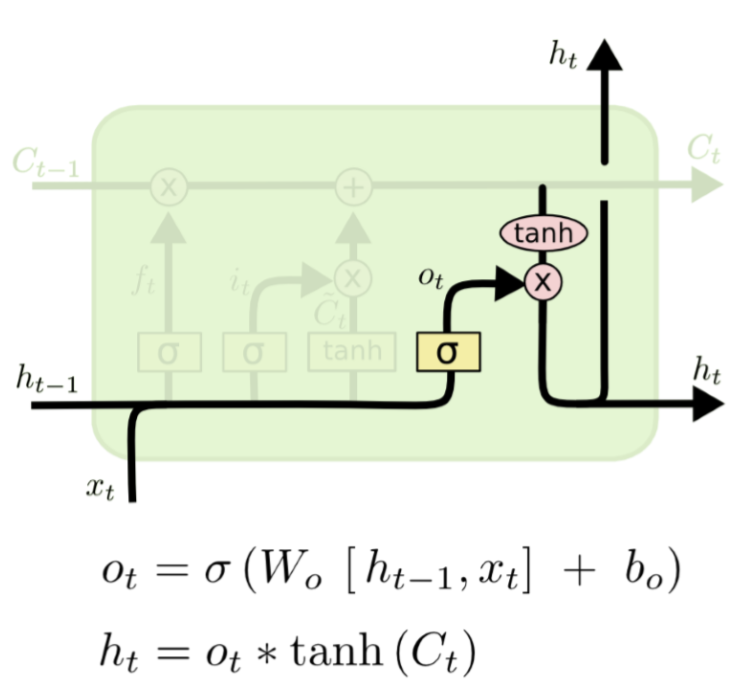 h_t
C_{t-1}
C_t
x
+
tanh
f_t
i_t
x
o_t
x
C̃_t
σ
σ
tanh
σ
h_{t-1}
h_t
x_t
o_t = σ (W_o [h_{t-1}, x_t] + b_o)
h_t = o_t * tanh (C_t)